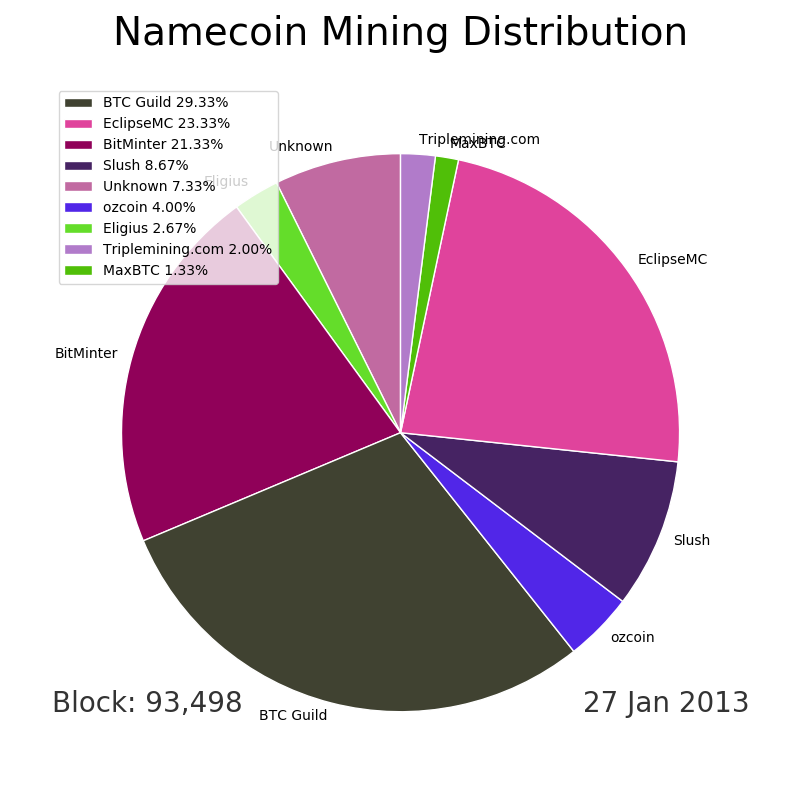 Namecoin Mining Distribution
BTC Guild 29.33%
EclipseMC 23.33%
BitMinter 21.33%
Slush 8.67%
Unknown 7.33%
ozcoin 4.00%
Eligius 2.67%
Triplemining.com 2.00%
MaxBTC 1.33%
Triplemining.com
MaxBTC
Unknown
Eligius
EclipseMC
BitMinter
Slush
ozcoin
BTC Guild
Block: 93,498
27 Jan 2013